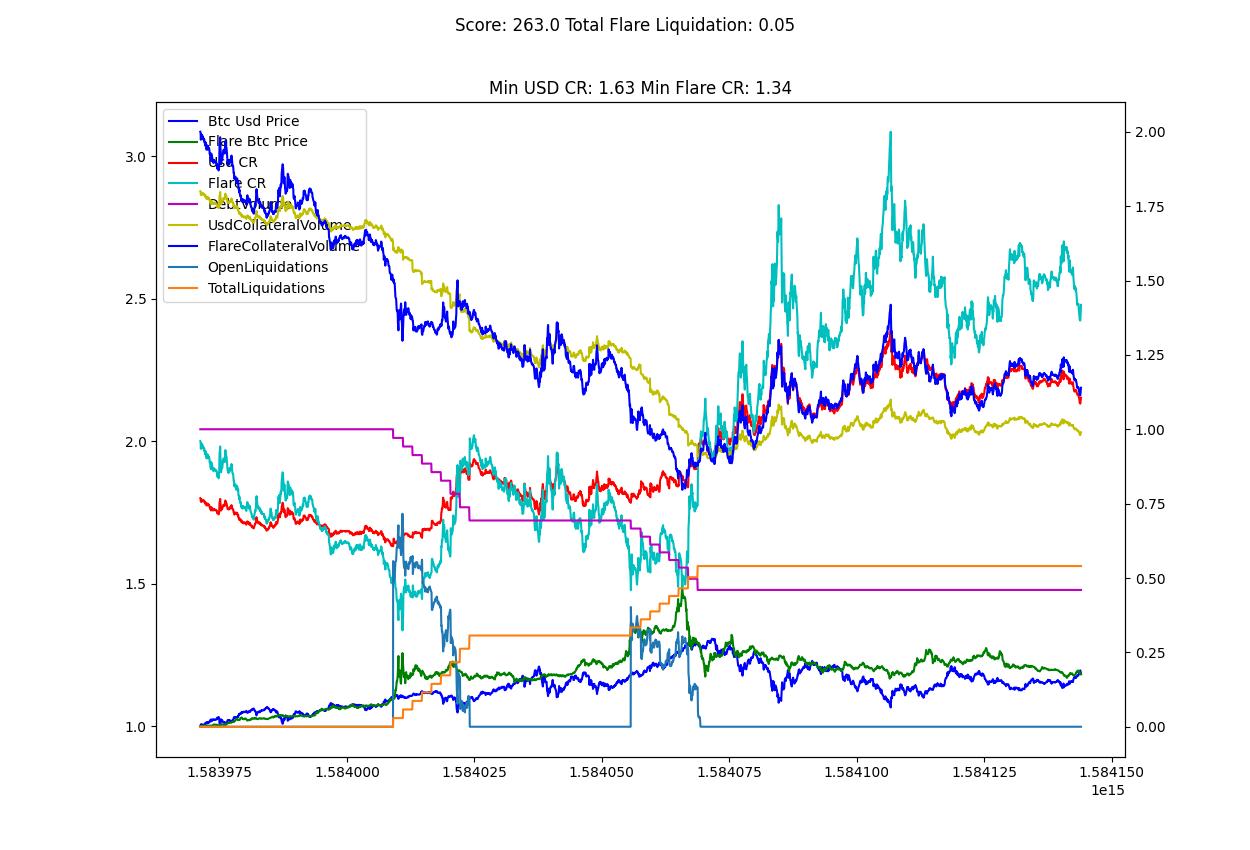 Score: 263.0 Total Flare Liquidation: 0.05
Min USD CR: 1.63 Min Flare CR: 1.34
Btc Usd Price
Flare Btc Price
Usd CR
Flare CR
DebtVolume
UsdCollateralVolume
FlareCollateralVolume
OpenLiquidations
TotalLiquidations
3.0
2.5
2.0
1.5
1.0
2.00
1.75
1.50
1.25
1.00
0.75
0.50
0.25
0.00
1.583975
1.584000
1.584025
1.584050
1.584075
1.584100
1.584125
1.584150
1e15